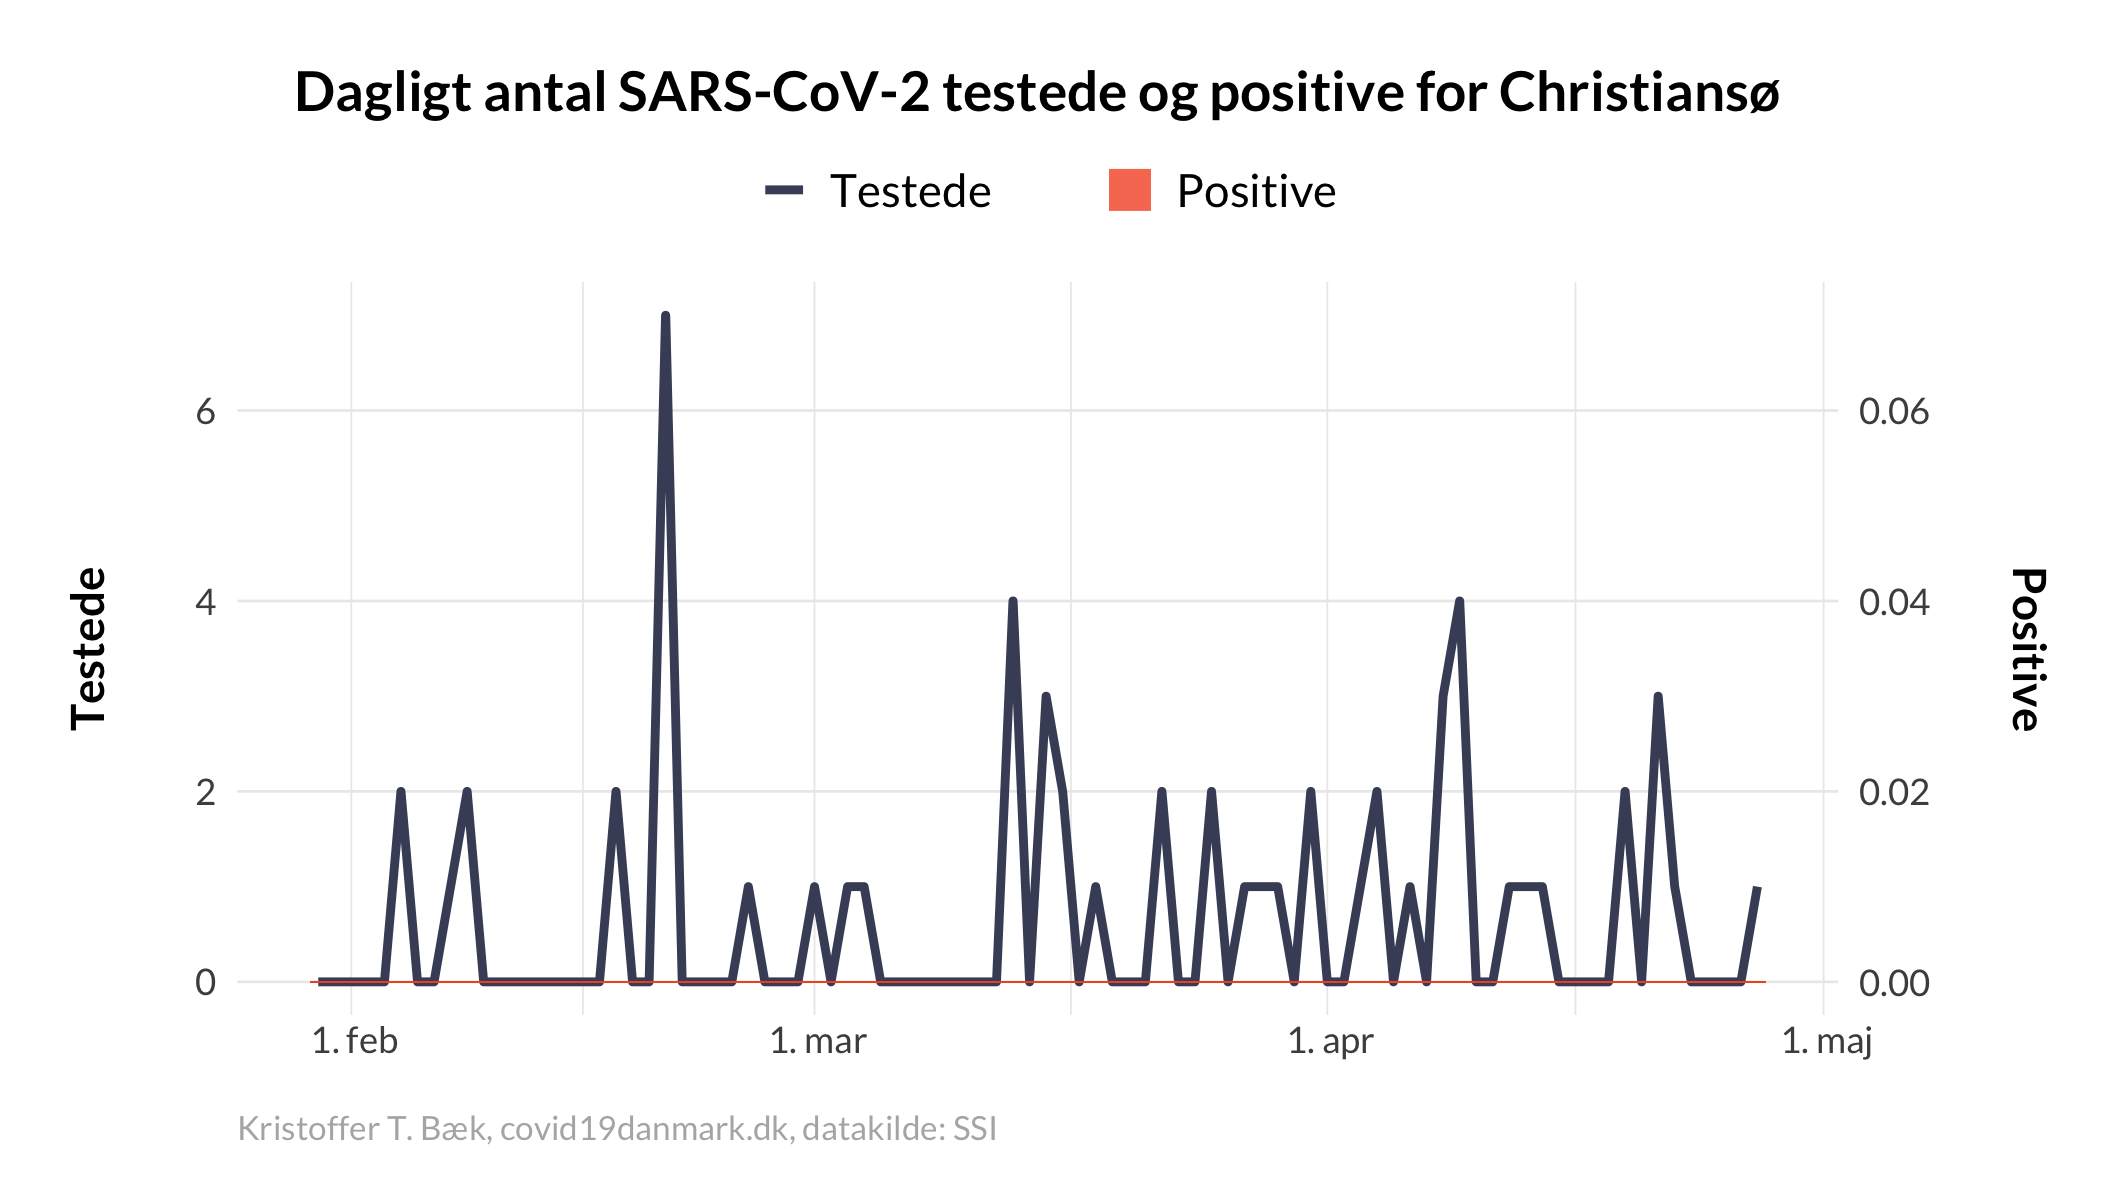 Dagligt antal SARS-CoV-2 testede og positive for Christiansø
Testede
Positive
6
4
2
0
Testede
0.06
0.04
0.02
0.00
Positive
1. feb
1. mar
1. apr
1. maj
Kristoffer T. Bæk, covid19danmark.dk, datakilde: SSI